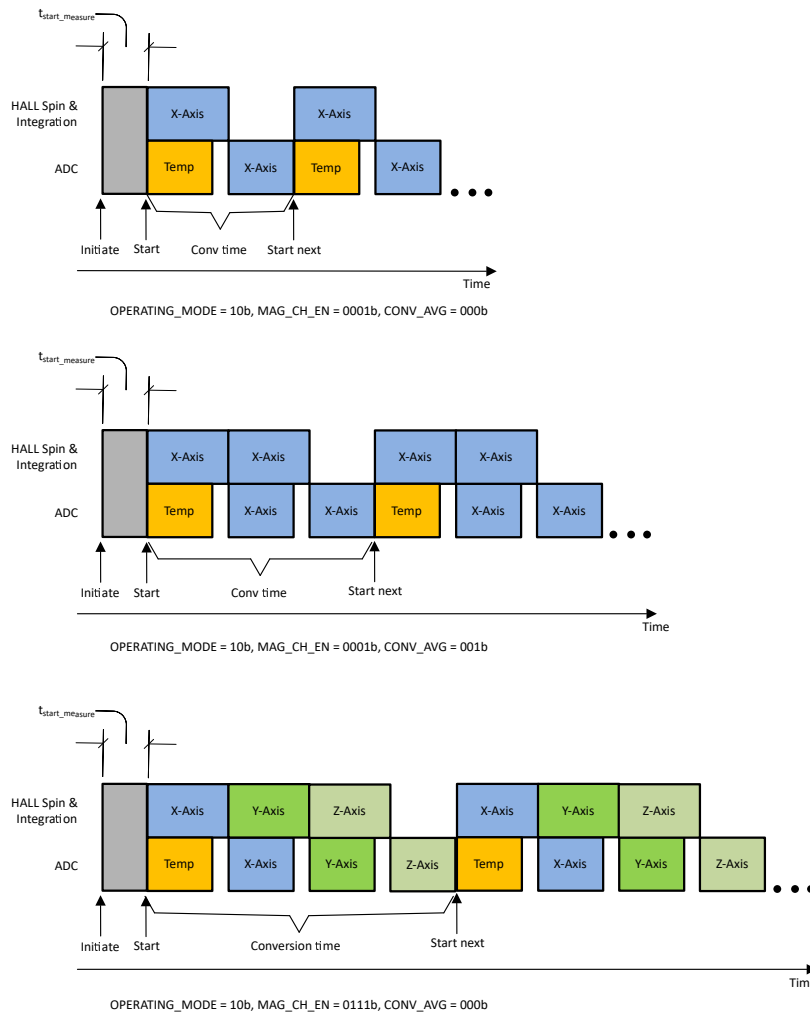 tstart_measure
HALL Spin &
Integration
X-Axis
X-Axis
ADC
Temp
X-Axis
Temp
X-Axis
Initiate
Start
Conv time
Start next
Time
OPERATING_MODE = 10b, MAG_CH_EN = 0001b, CONV_AVG = 000b
tstart_measure
HALL Spin &
Integration
X-Axis
X-Axis
X-Axis
X-Axis
ADC
Temp
X-Axis
X-Axis
Temp
X-Axis
X-Axis
Initiate
Start
Conv time
Start next
Time
OPERATING_MODE = 10b, MAG_CH_EN = 0001b, CONV_AVG = 001b
tstart_measure
HALL Spin &
Integration
X-Axis
Y-Axis
Z-Axis
X-Axis
Y-Axis
Z-Axis
ADC
Temp
X-Axis
Y-Axis
Z-Axis
Temp
X-Axis
Y-Axis
Z-Axis
Initiate
Start
Conversion time
Start next
Tim
OPERATING_MODE = 10b, MAG_CH_EN = 0111b, CONV_AVG = 000b